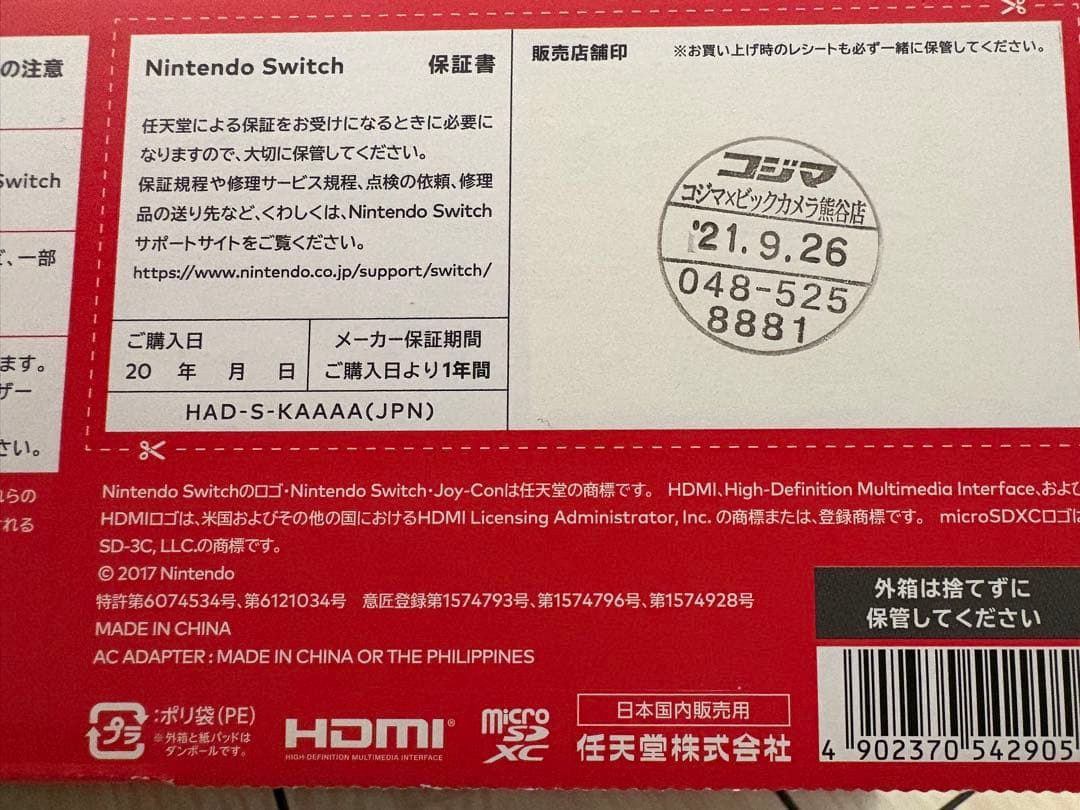 の注意
Switch
ど、一部
ます。
ザー
さい。
れらの
される
Nintendo Switch 保証書
任天堂による保証をお受けになるときに必要に
なりますので、大切に保管してください。
保証規程や修理サービス規程、点検の依頼、修理
品の送り先など、くわしくは、Nintendo Switch
サポートサイトをご覧ください。
https://www.nintendo.co.jp/support/switch/
ご購入日
20 年 月 日
メーカー保証期間
ご購入日より1年間
HAD-S-KAAAA(JPN)
販売店舗印 ※お買い上げ時のレシートも必ず一緒に保管してください。
コジマ
コジマ×ビックカメラ熊谷店
'21.9.26
048-525
8881
Nintendo Switchのロゴ・Nintendo Switch・Joy-Conは任天堂の商標です。 HDMI、High-Definition Multimedia Interface、およ
HDMIロゴは、米国およびその他の国におけるHDMI Licensing Administrator, Inc. の商標または、登録商標です。 microSDXCロゴは
SD-3C, LLC.の商標です。
© 2017 Nintendo
特許第6074534号、第6121034号 意匠登録第1574793号、第1574796号、第1574928号
MADE IN CHINA
AC ADAPTER : MADE IN CHINA OR THE PHILIPPINES
外箱は捨てずに
保管してください
プラ
:ポリ袋(PE)
※外箱と紙パッドは
ダンボールです。
HDMI®
HIGH-DEFINITION MULTIMEDIA INTERFACE
micro
SD
XC
日本国内販売用
任天堂株式会社
4 902370 542905